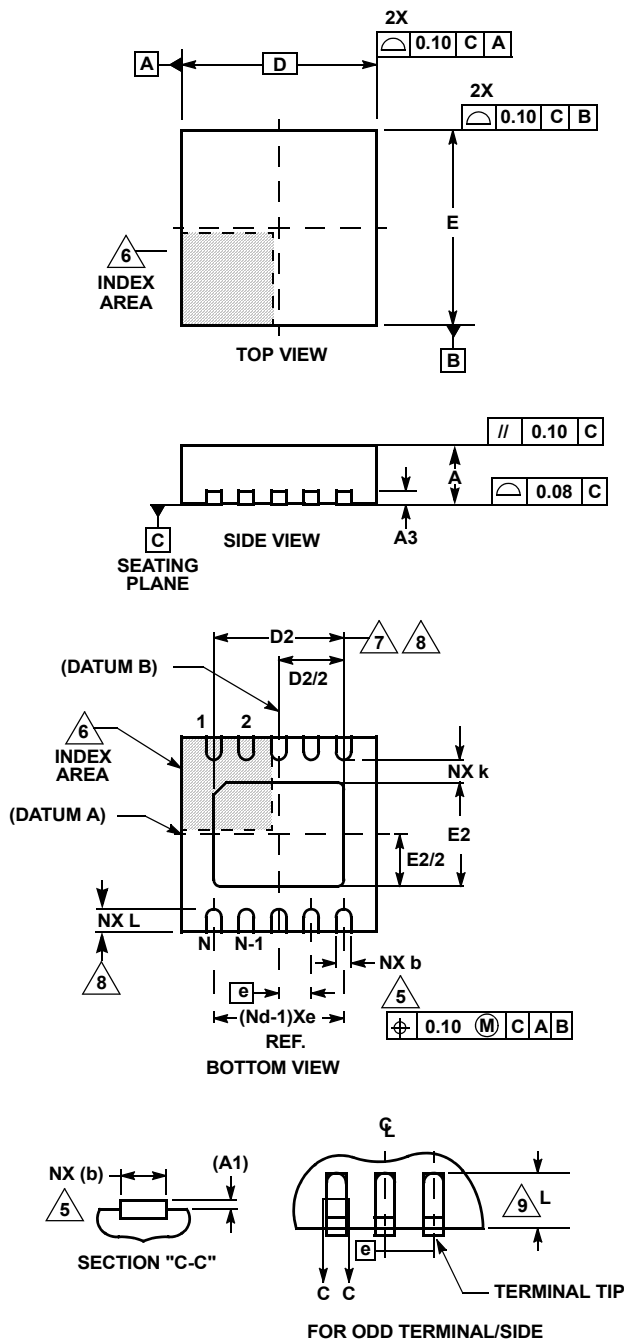 2X
⌓ 0.10 C A
A
D
2X
⌓ 0.10 C B
E
6
INDEX
AREA
TOP VIEW
B
// 0.10 C
A
⌓ 0.08 C
C
SIDE VIEW
A3
SEATING
PLANE
D2
7 8
(DATUM B)
D2/2
6
1 2
INDEX
AREA
NX k
(DATUM A)
E2
E2/2
NX L
N N-1
8
NX b
e
5
(Nd-1)Xe
⌖ 0.10 Ⓜ C A B
REF.
BOTTOM VIEW
℄
NX (b)
(A1)
5
9 L
SECTION "C-C"
e
C C
TERMINAL TIP
FOR ODD TERMINAL/SIDE